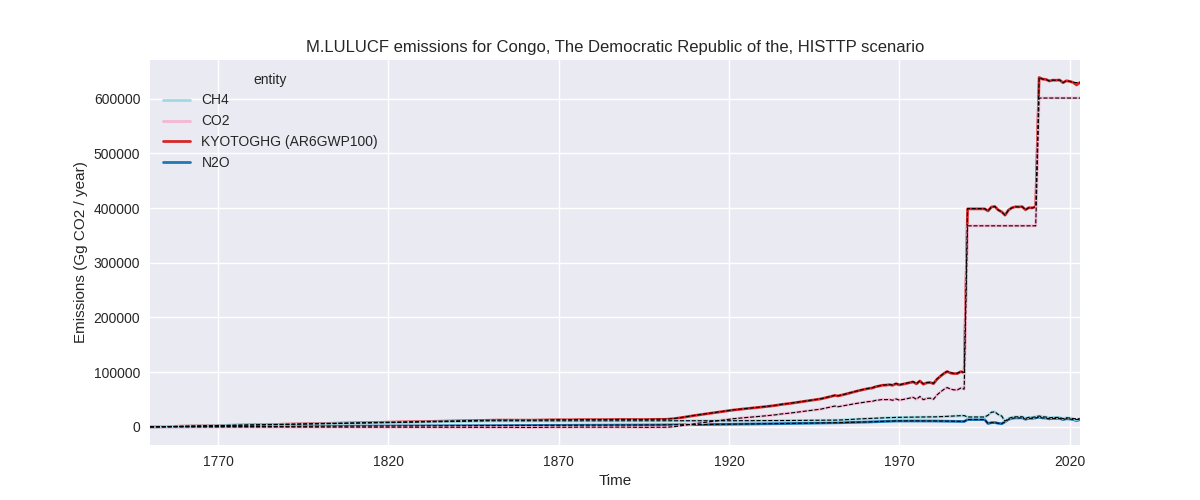 M.LULUCF emissions for Congo, The Democratic Republic of the, HISTTP scenario
entity
CH4
CO2
KYOTOGHG (AR6GWP100)
N2O
Emissions (Gg CO2 / year)
600000
500000
400000
300000
200000
100000
0
1770
1820
1870
1920
1970
2020
Time